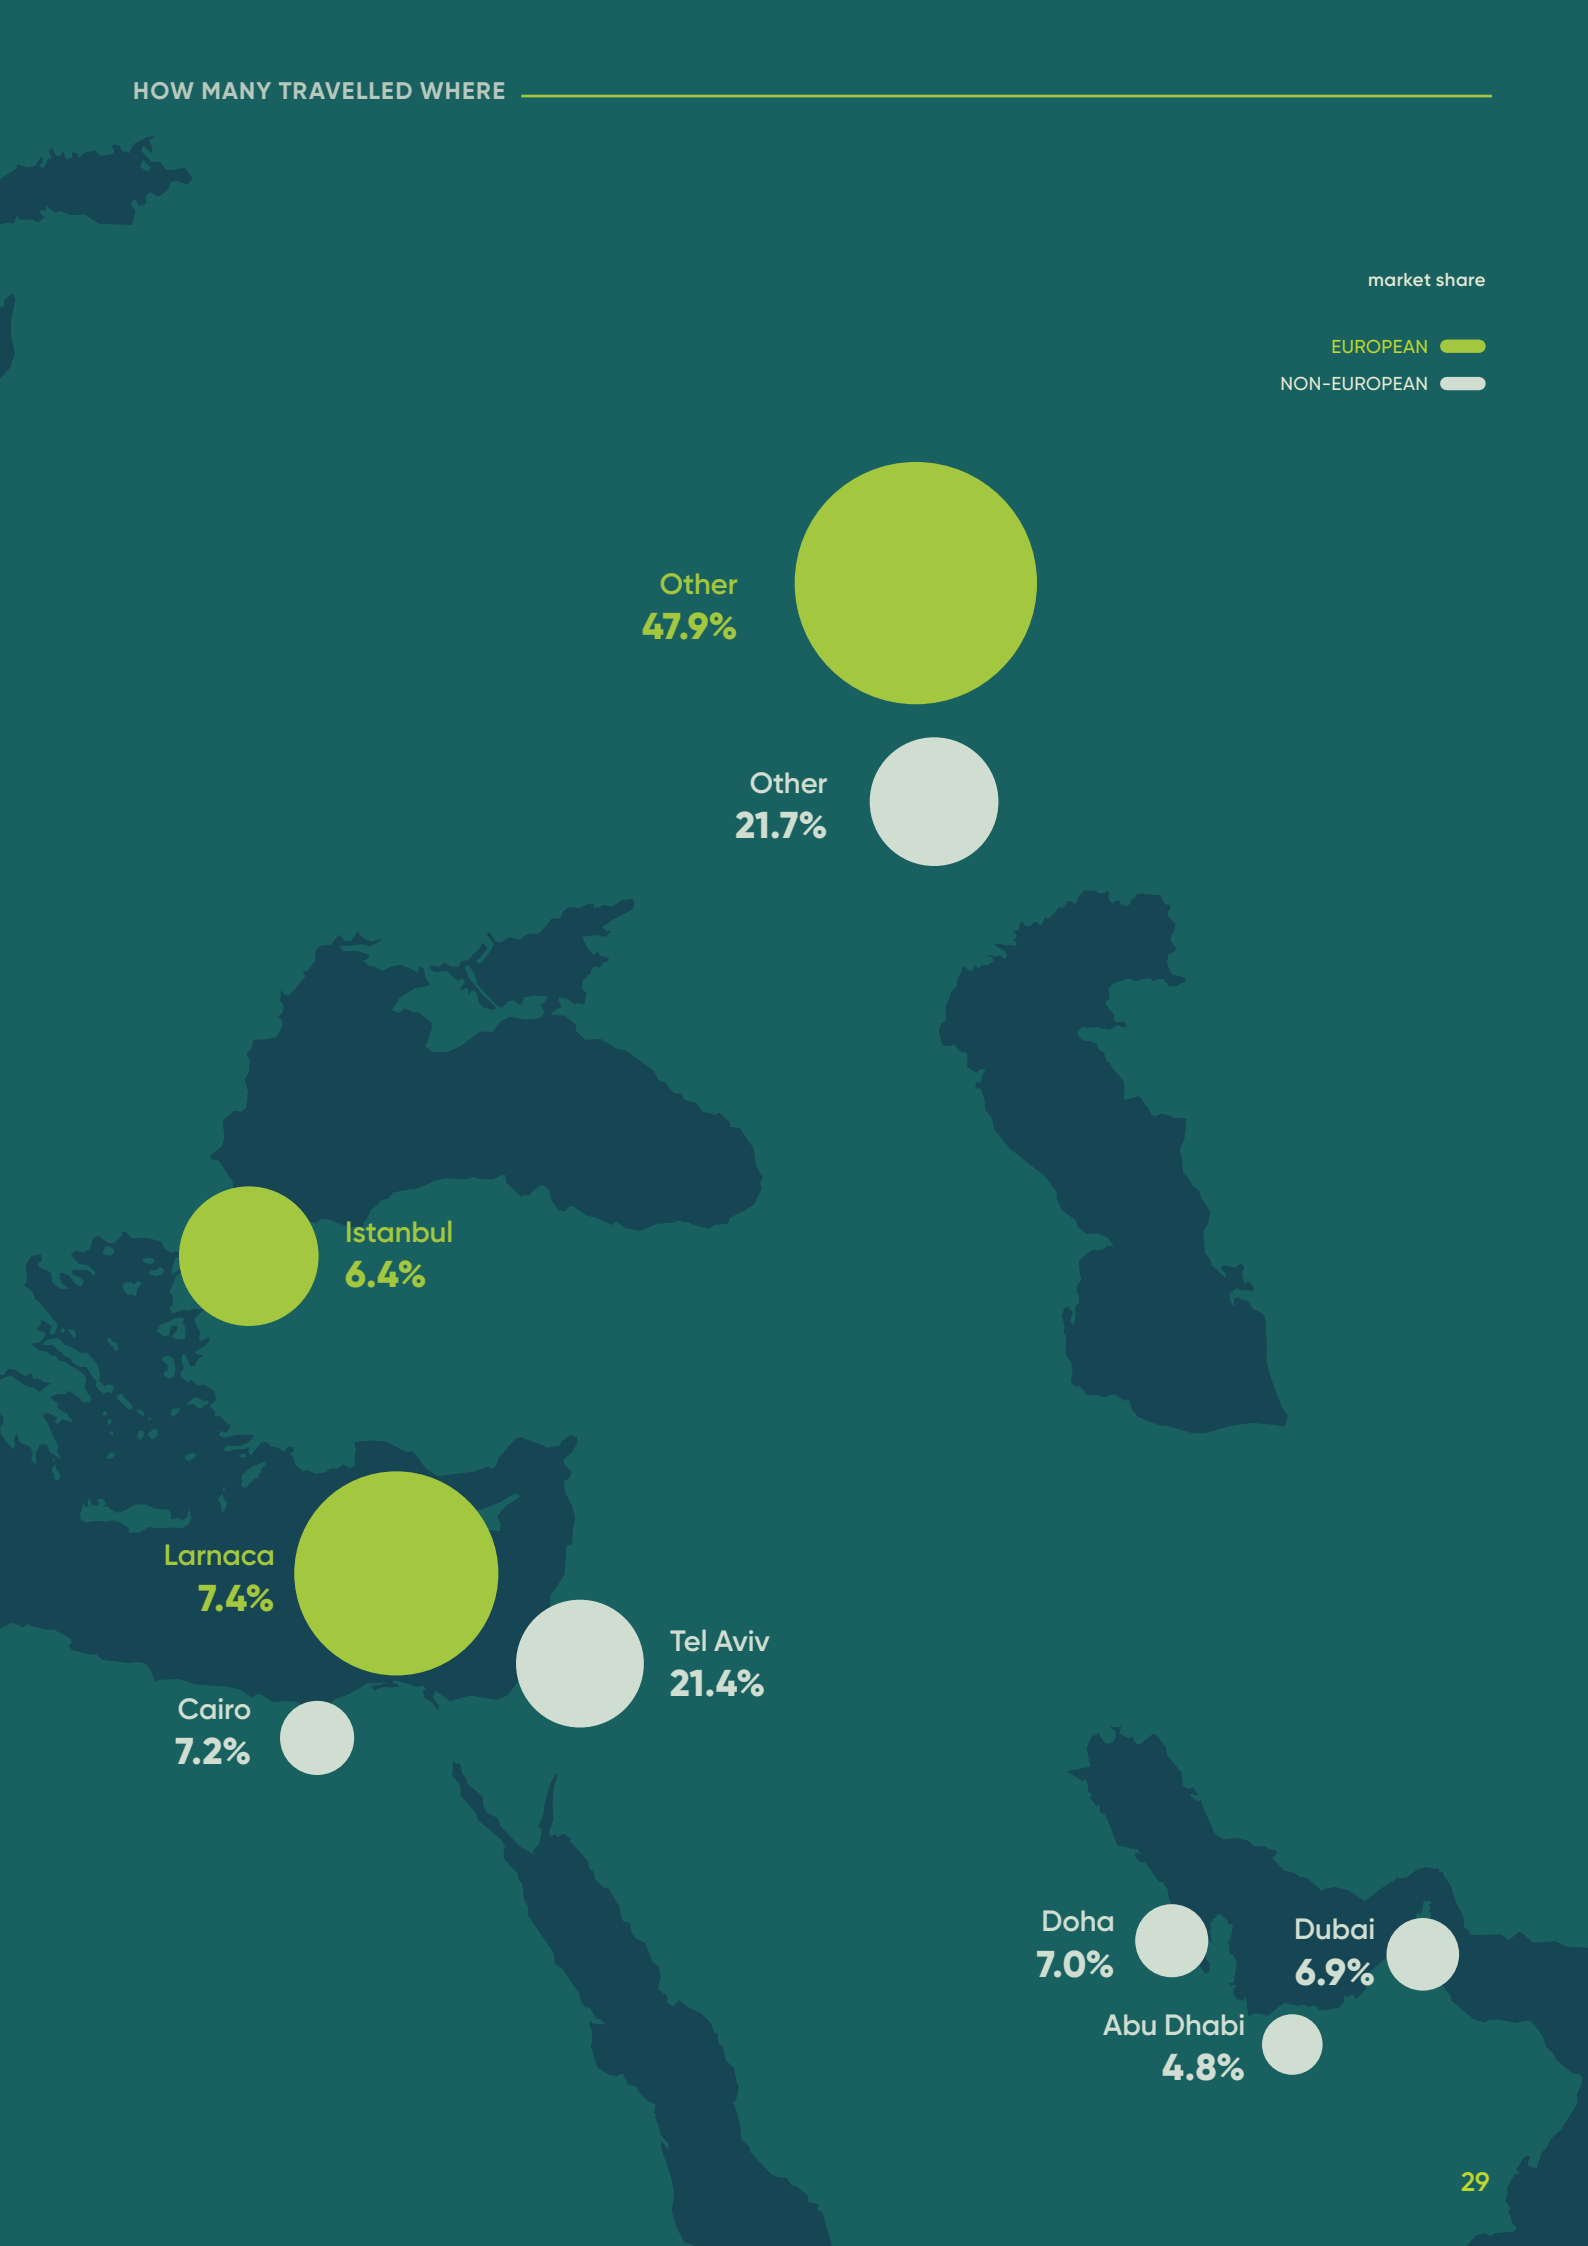 HOW MANY TRAVELLED WHERE
market share
EUROPEAN
NON-EUROPEAN
Other
47.9%
Other
21.7%
Istanbul
6.4%
Larnaca
7.4%
Tel Aviv
21.4%
Cairo
7.2%
Doha
7.0%
Dubai
6.9%
Abu Dhabi
4.8%
29